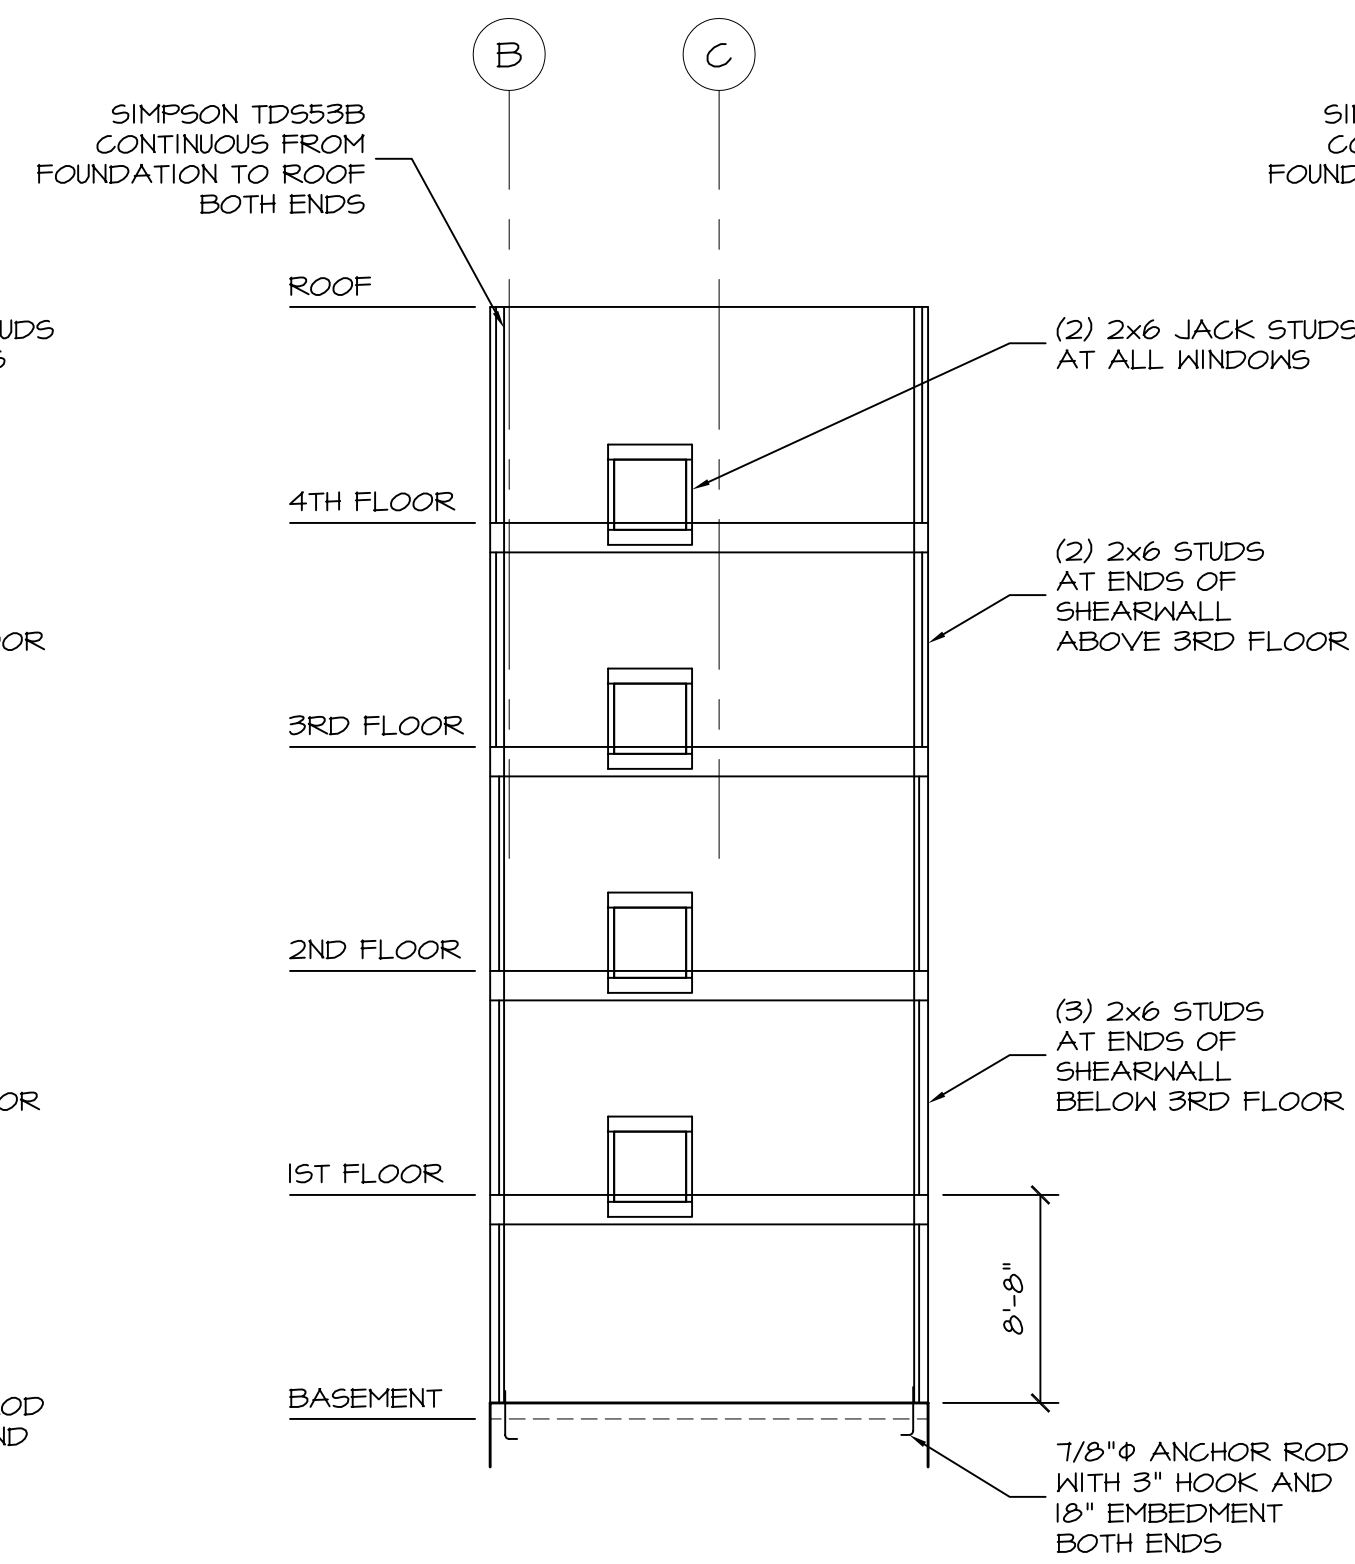 B
C
SIMPSON TDS53B
CONTINUOUS FROM
FOUNDATION TO ROOF
BOTH ENDS
ROOF
(2) 2x6 JACK STUDS
AT ALL WINDOWS
4TH FLOOR
(2) 2x6 STUDS
AT ENDS OF
SHEARWALL
ABOVE 3RD FLOOR
3RD FLOOR
2ND FLOOR
(3) 2x6 STUDS
AT ENDS OF
SHEARWALL
BELOW 3RD FLOOR
1ST FLOOR
8'-8"
BASEMENT
7/8"Φ ANCHOR ROD
WITH 3" HOOK AND
18" EMBEDMENT
BOTH ENDS